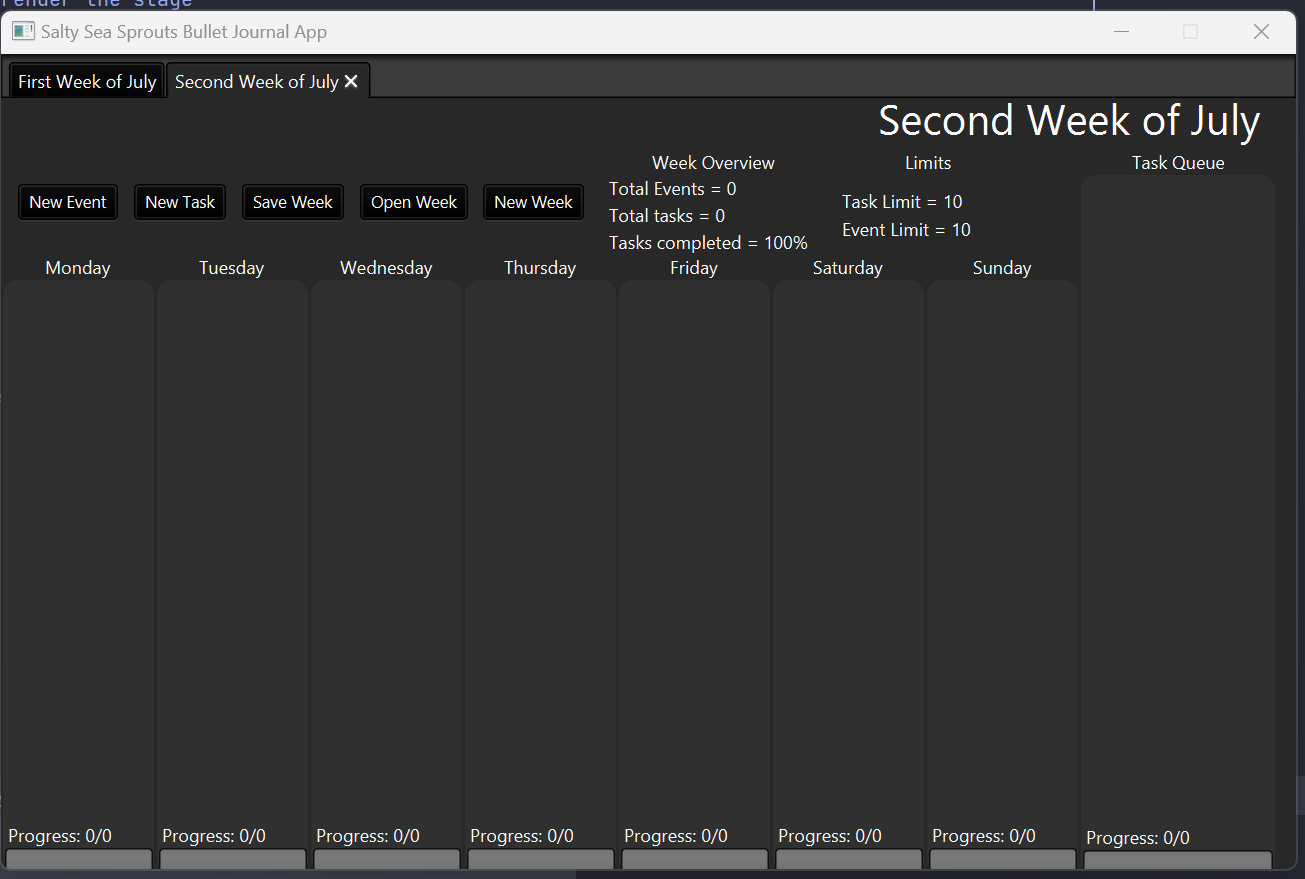 render the stage
Salty Sea Sprouts Bullet Journal App
First Week of July
Second Week of July
Second Week of July
Week Overview
Limits
Task Queue
New Event
New Task
Save Week
Open Week
New Week
Total Events = 0
Total tasks = 0
Tasks completed = 100%
Task Limit = 10
Event Limit = 10
Monday
Tuesday
Wednesday
Thursday
Friday
Saturday
Sunday
Progress: 0/0
Progress: 0/0
Progress: 0/0
Progress: 0/0
Progress: 0/0
Progress: 0/0
Progress: 0/0
Progress: 0/0